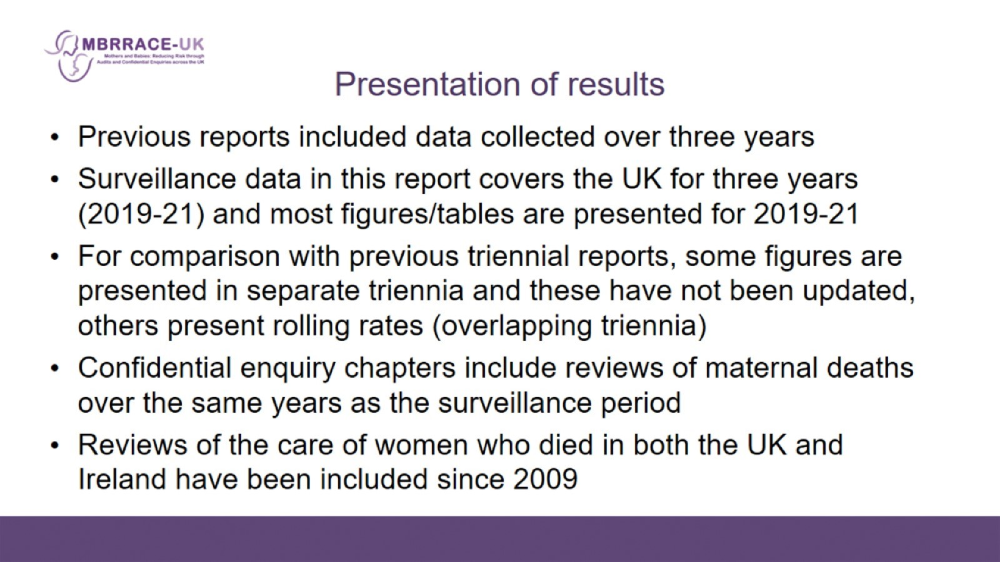 MBRRACE-UK
Mothers and Babies: Reducing Risk through
Audits and Confidential Enquiries across the UK
Presentation of results
• Previous reports included data collected over three years
• Surveillance data in this report covers the UK for three years
(2019-21) and most figures/tables are presented for 2019-21
• For comparison with previous triennial reports, some figures are
presented in separate triennia and these have not been updated,
others present rolling rates (overlapping triennia)
• Confidential enquiry chapters include reviews of maternal deaths
over the same years as the surveillance period
• Reviews of the care of women who died in both the UK and
Ireland have been included since 2009